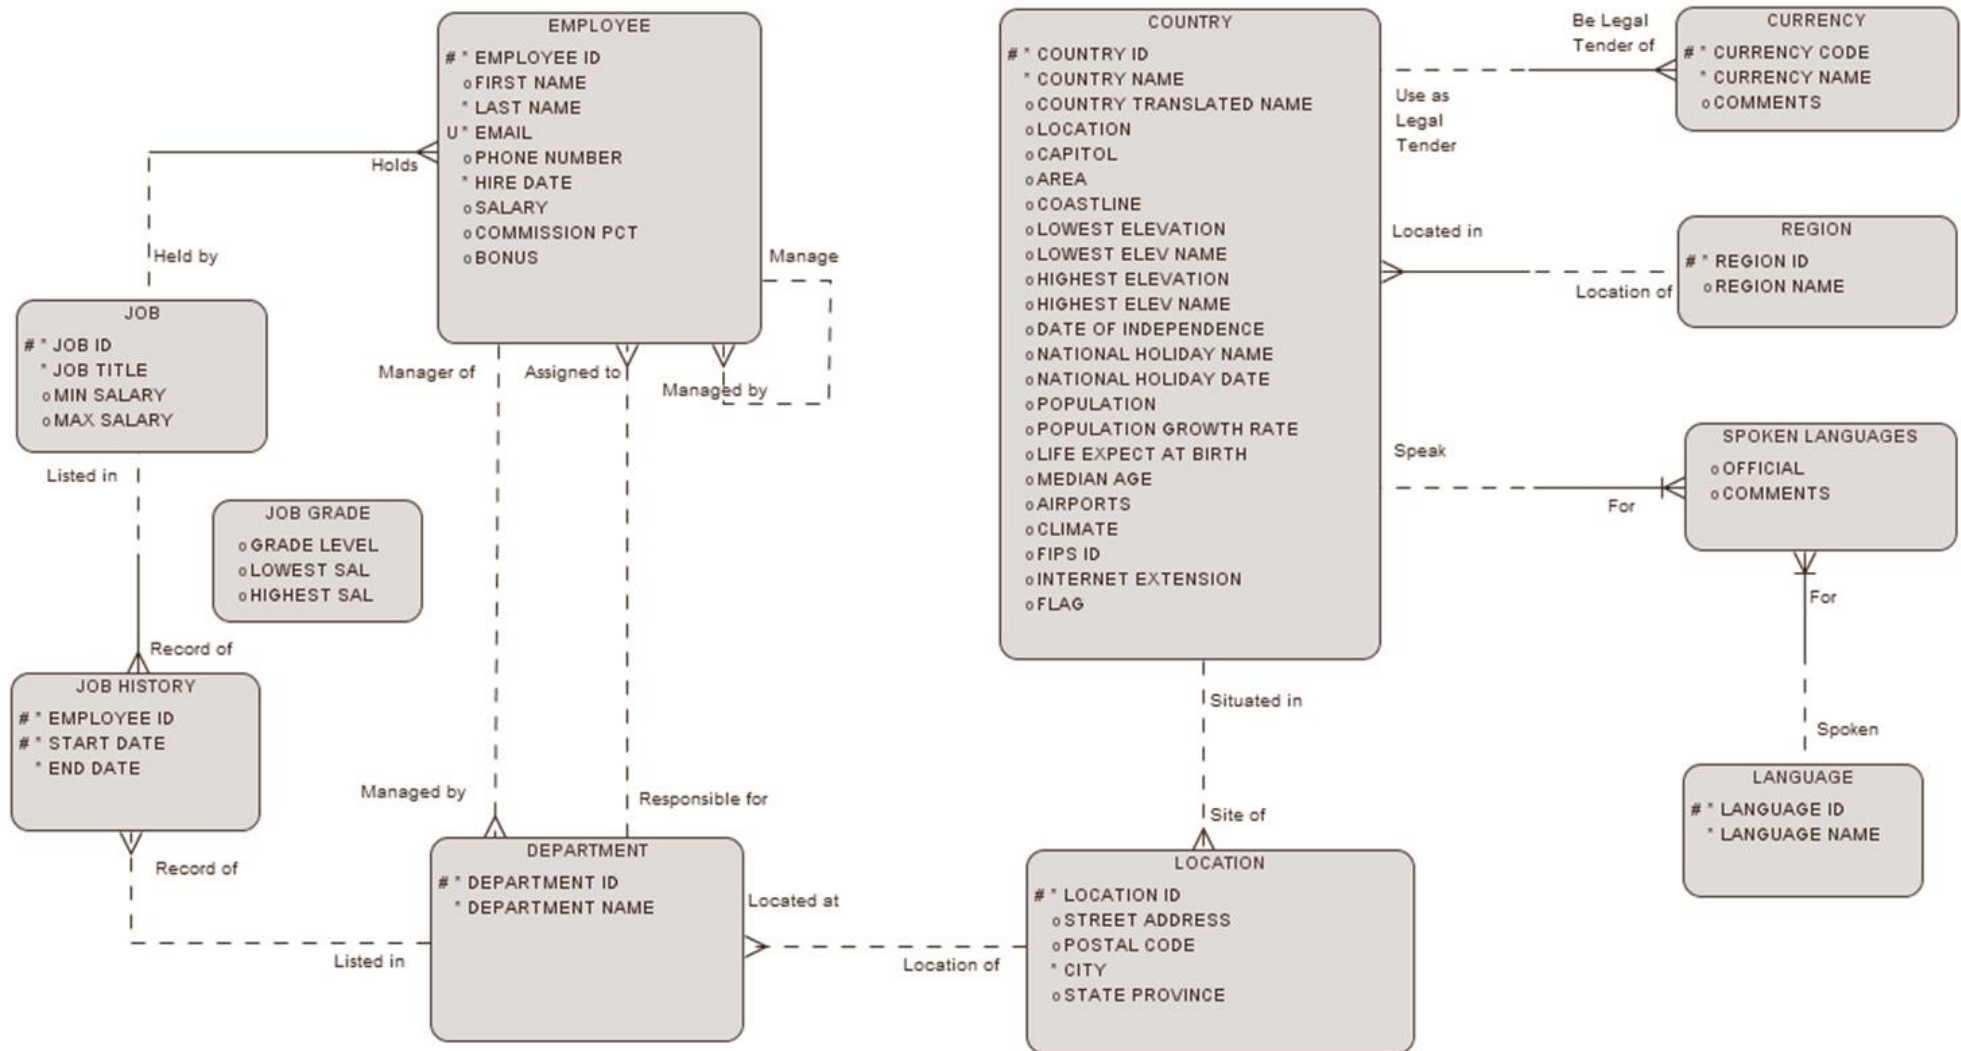 EMPLOYEE
# * EMPLOYEE ID
o FIRST NAME
* LAST NAME
U * EMAIL
o PHONE NUMBER
* HIRE DATE
o SALARY
o COMMISSION PCT
o BONUS
Holds
Held by
Manage
Managed by
Manager of
Assigned to
JOB
# * JOB ID
* JOB TITLE
o MIN SALARY
o MAX SALARY
Listed in
JOB GRADE
o GRADE LEVEL
o LOWEST SAL
o HIGHEST SAL
Record of
JOB HISTORY
# * EMPLOYEE ID
# * START DATE
* END DATE
Record of
Listed in
Managed by
Responsible for
DEPARTMENT
# * DEPARTMENT ID
* DEPARTMENT NAME
Located at
Location of
COUNTRY
# * COUNTRY ID
* COUNTRY NAME
o COUNTRY TRANSLATED NAME
o LOCATION
o CAPITOL
o AREA
o COASTLINE
o LOWEST ELEVATION
o LOWEST ELEV NAME
o HIGHEST ELEVATION
o HIGHEST ELEV NAME
o DATE OF INDEPENDENCE
o NATIONAL HOLIDAY NAME
o NATIONAL HOLIDAY DATE
o POPULATION
o POPULATION GROWTH RATE
o LIFE EXPECT AT BIRTH
o MEDIAN AGE
o AIRPORTS
o CLIMATE
o FIPS ID
o INTERNET EXTENSION
o FLAG
Situated in
Site of
LOCATION
# * LOCATION ID
o STREET ADDRESS
o POSTAL CODE
* CITY
o STATE PROVINCE
Be Legal
Tender of
Use as
Legal
Tender
CURRENCY
# * CURRENCY CODE
* CURRENCY NAME
o COMMENTS
Located in
Location of
REGION
# * REGION ID
o REGION NAME
Speak
For
SPOKEN LANGUAGES
o OFFICIAL
o COMMENTS
For
Spoken
LANGUAGE
# * LANGUAGE ID
* LANGUAGE NAME